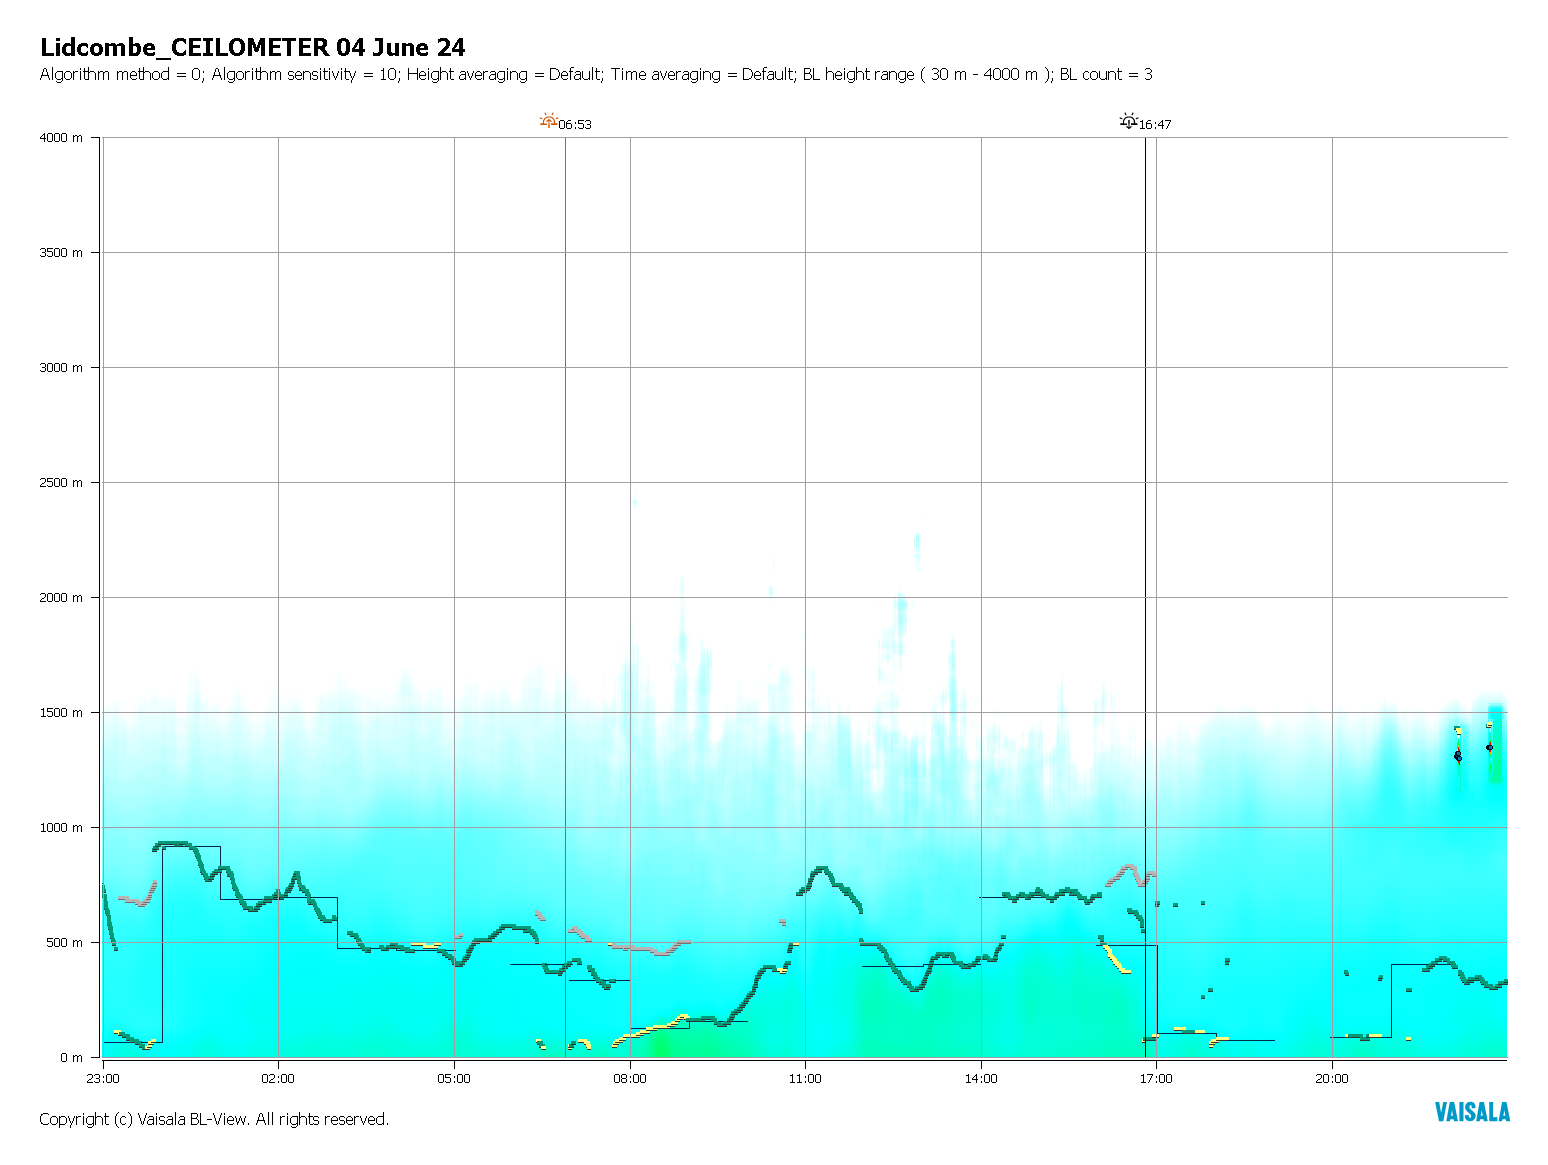 Lidcombe_CEILOMETER 04 June 24
Algorithm method = 0; Algorithm sensitivity = 10; Height averaging = Default; Time averaging = Default; BL height range ( 30 m - 4000 m ); BL count = 3
06:53
16:47
4000 m
3500 m
3000 m
2500 m
2000 m
1500 m
1000 m
500 m
0 m
23:00 02:00 05:00 08:00 11:00 14:00 17:00 20:00
Copyright (c) Vaisala BL-View. All rights reserved.
VAISALA